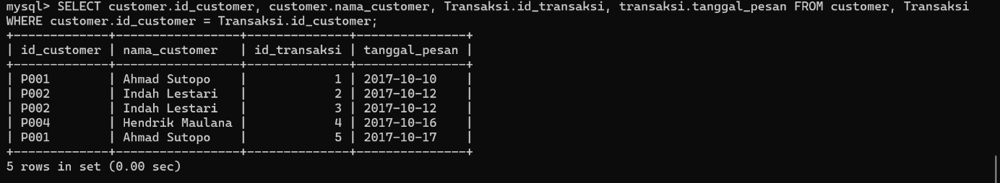 mysql> SELECT customer.id_customer, customer.nama_customer, Transaksi.id_transaksi, transaksi.tanggal_pesan FROM customer, Transaksi
WHERE customer.id_customer = Transaksi.id_customer;
+-------------+-----------------+--------------+---------------+
| id_customer | nama_customer   | id_transaksi | tanggal_pesan |
+-------------+-----------------+--------------+---------------+
| P001        | Ahmad Sutopo    |            1 | 2017-10-10    |
| P002        | Indah Lestari   |            2 | 2017-10-12    |
| P002        | Indah Lestari   |            3 | 2017-10-12    |
| P004        | Hendrik Maulana |            4 | 2017-10-16    |
| P001        | Ahmad Sutopo    |            5 | 2017-10-17    |
+-------------+-----------------+--------------+---------------+
5 rows in set (0.00 sec)